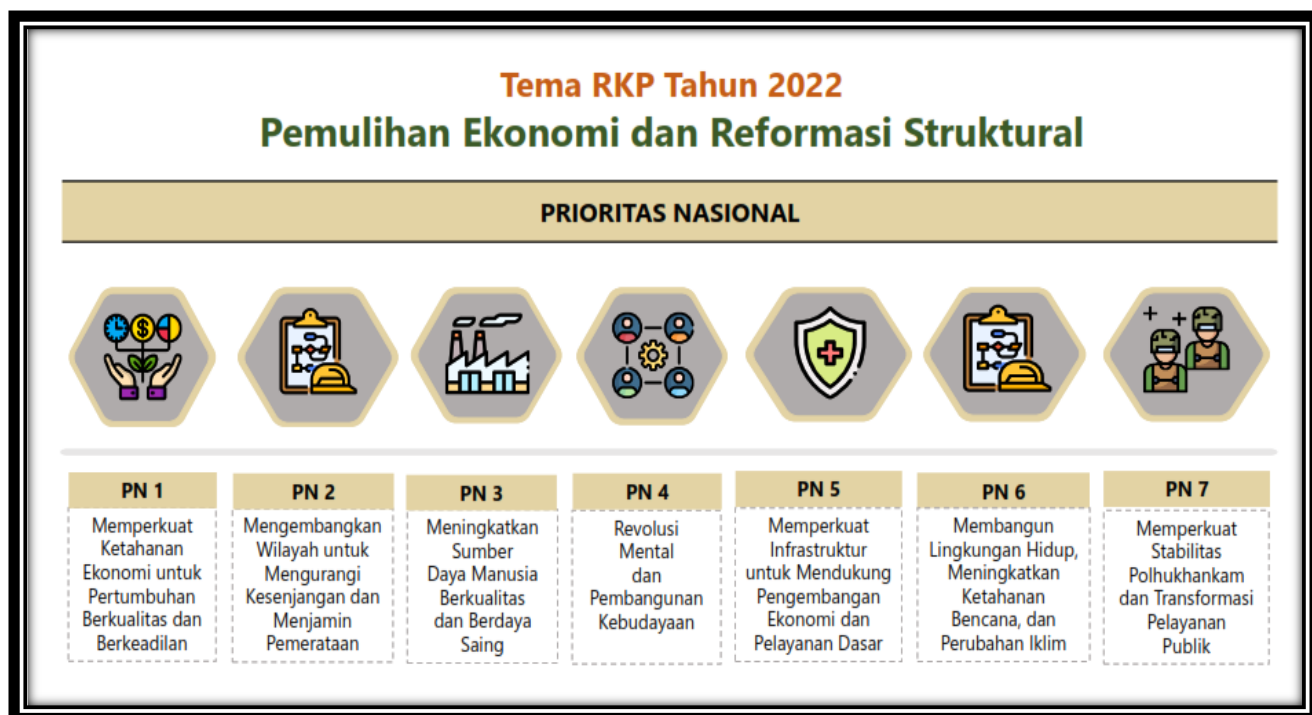 Tema RKP Tahun 2022
Pemulihan Ekonomi dan Reformasi Struktural
PRIORITAS NASIONAL
PN 1
Memperkuat
Ketahanan
Ekonomi untuk
Pertumbuhan
Berkualitas dan
Berkeadilan
PN 2
Mengembangkan
Wilayah untuk
Mengurangi
Kesenjangan dan
Menjamin
Pemerataan
PN 3
Meningkatkan
Sumber
Daya Manusia
Berkualitas
dan Berdaya
Saing
PN 4
Revolusi
Mental
dan
Pembangunan
Kebudayaan
PN 5
Memperkuat
Infrastruktur
untuk Mendukung
Pengembangan
Ekonomi dan
Pelayanan Dasar
PN 6
Membangun
Lingkungan Hidup,
Meningkatkan
Ketahanan
Bencana, dan
Perubahan Iklim
PN 7
Memperkuat
Stabilitas
Polhukhankam
dan Transformasi
Pelayanan
Publik